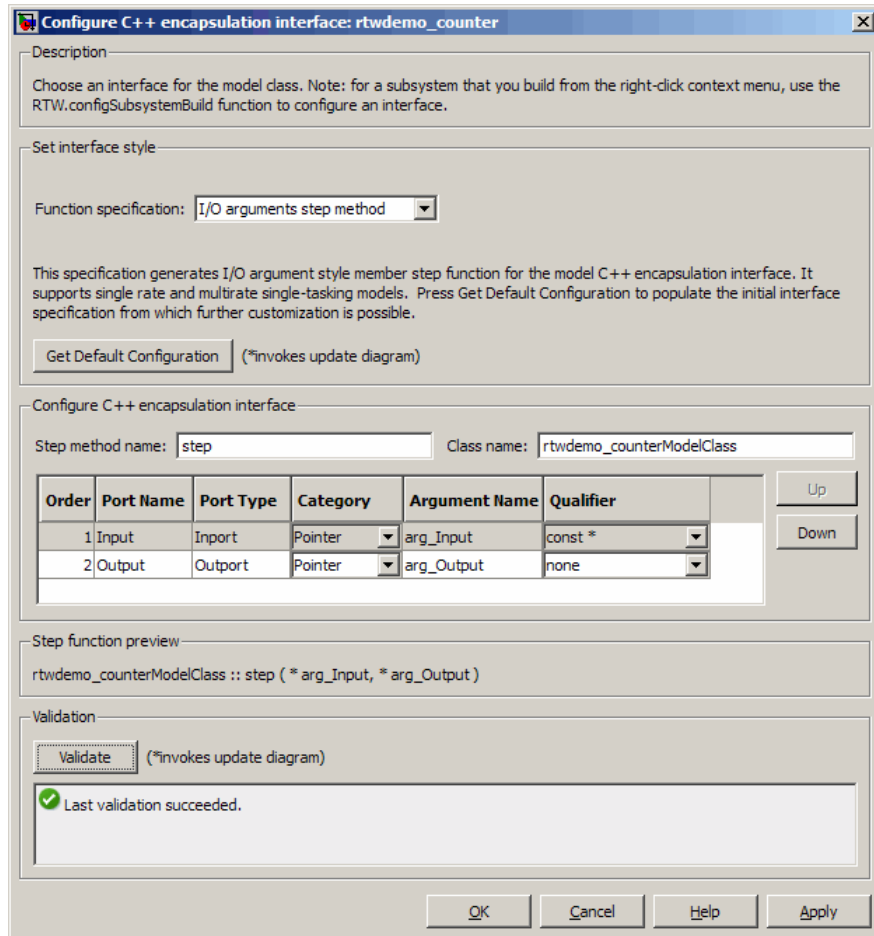 Configure C++ encapsulation interface: rtwdemo_counter
Description
Choose an interface for the model class. Note: for a subsystem that you build from the right-click context menu, use the
RTW.configSubsystemBuild function to configure an interface.
Set interface style
Function specification: I/O arguments step method
This specification generates I/O argument style member step function for the model C++ encapsulation interface. It
supports single rate and multirate single-tasking models. Press Get Default Configuration to populate the initial interface
specification from which further customization is possible.
Get Default Configuration (*invokes update diagram)
Configure C++ encapsulation interface
Step method name: step Class name: rtwdemo_counterModelClass
Order Port Name Port Type Category Argument Name Qualifier Up
1 Input Inport Pointer arg_Input const * Down
2 Output Outport Pointer arg_Output none
Step function preview
rtwdemo_counterModelClass :: step ( * arg_Input, * arg_Output )
Validation
Validate (*invokes update diagram)
Last validation succeeded.
OK Cancel Help Apply